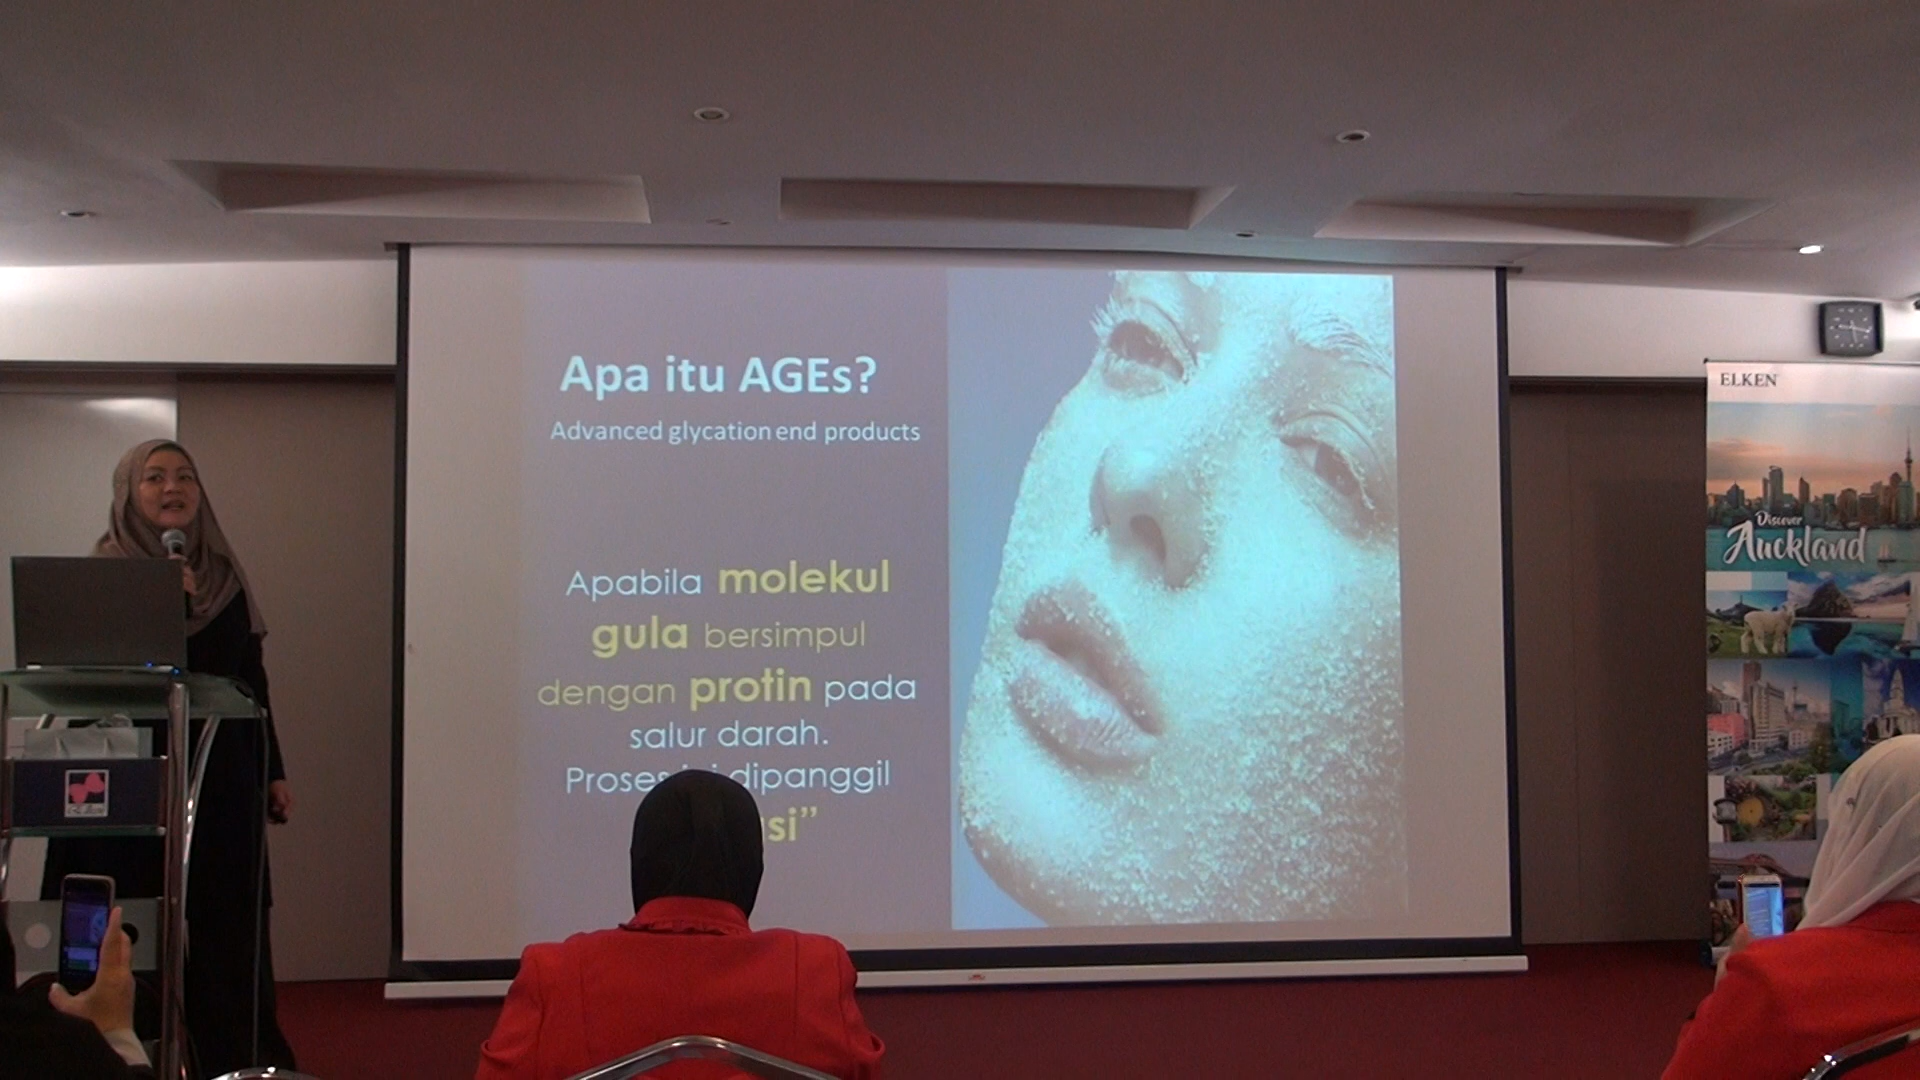 Apa itu AGEs?
Advanced glycation end products
Apabila molekul
gula bersimpul
dengan protin pada
salur darah.
dipanggil
ELKEN
Discover
Auckland